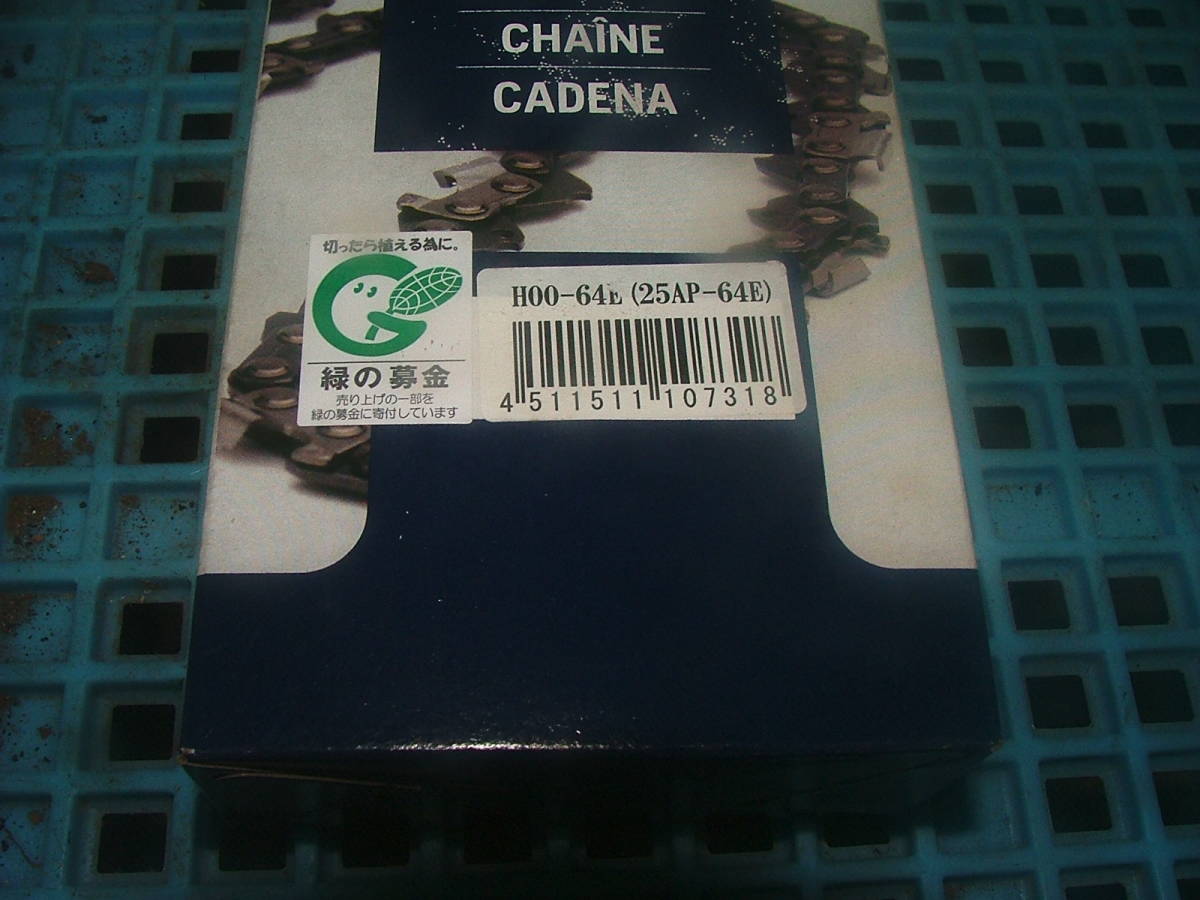 CHAÎNE
CADENA
切ったら植える為に。
緑の募金
売り上げの一部を
緑の募金に寄付しています
H00-64E (25AP-64E)
4 511511 107318